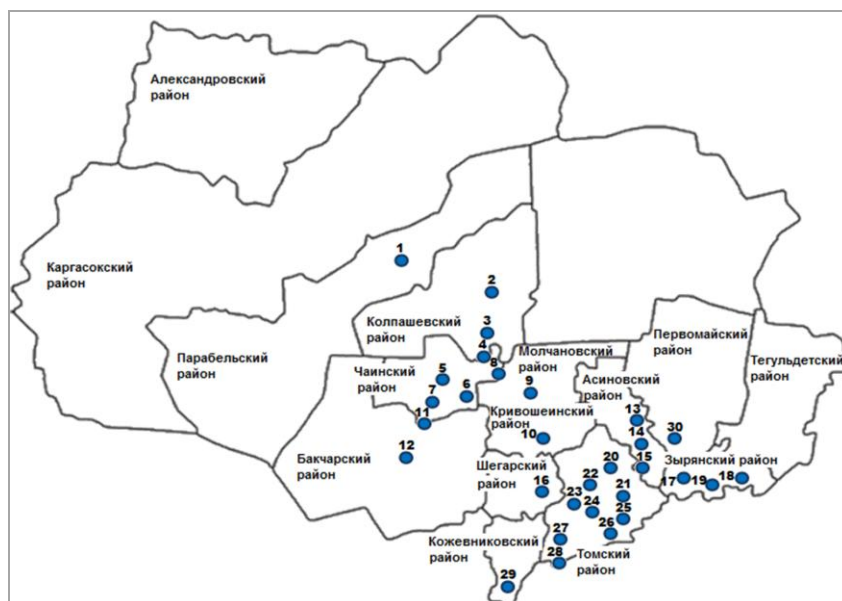 Александровский
район
1
Каргасокский
район
2
Колпашевский
район
3
4
Парабельский
район
Чаинский
район
5
6
7
8
Молчановский
район
9
Первомайский
район
Тегульдетский
район
Асиновский
район
Кривошеинский
район
10
11
12
Бакчарский
район
13
14
15
30
Зырянский район
17
19
18
Шегарский
район
16
20
21
22
23
24
25
26
27
28
Томский
район
Кожевниковский
район
29